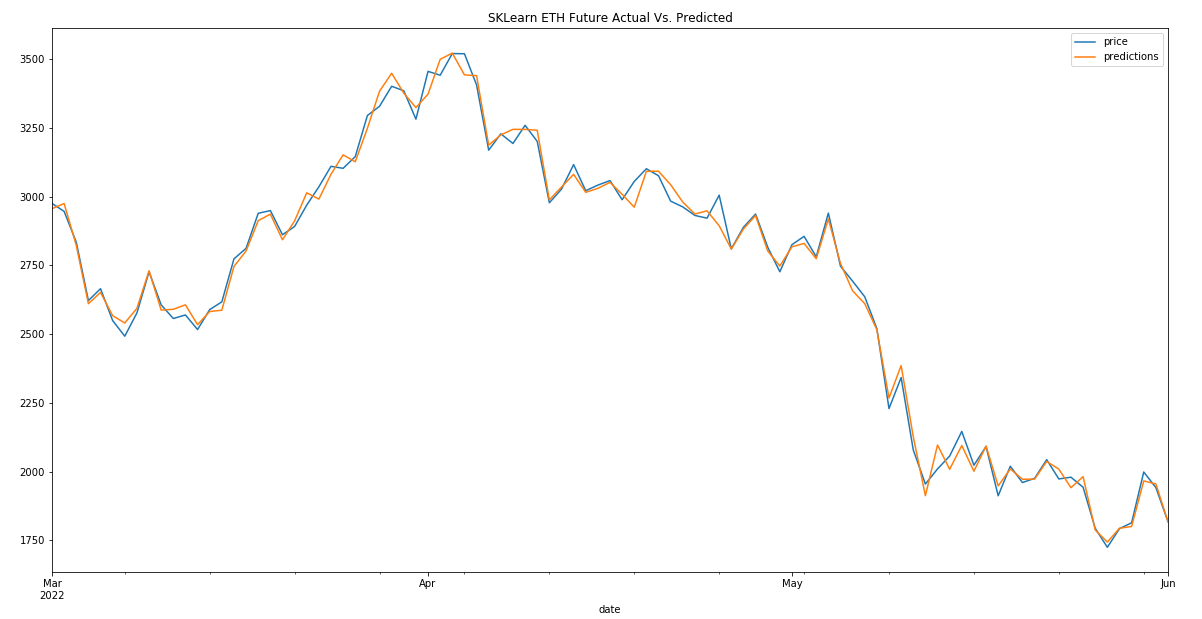 SKLearn ETH Future Actual Vs. Predicted
price
predictions
3500
3250
3000
2750
2500
2250
2000
1750
Mar
2022
Apr
May
Jun
date